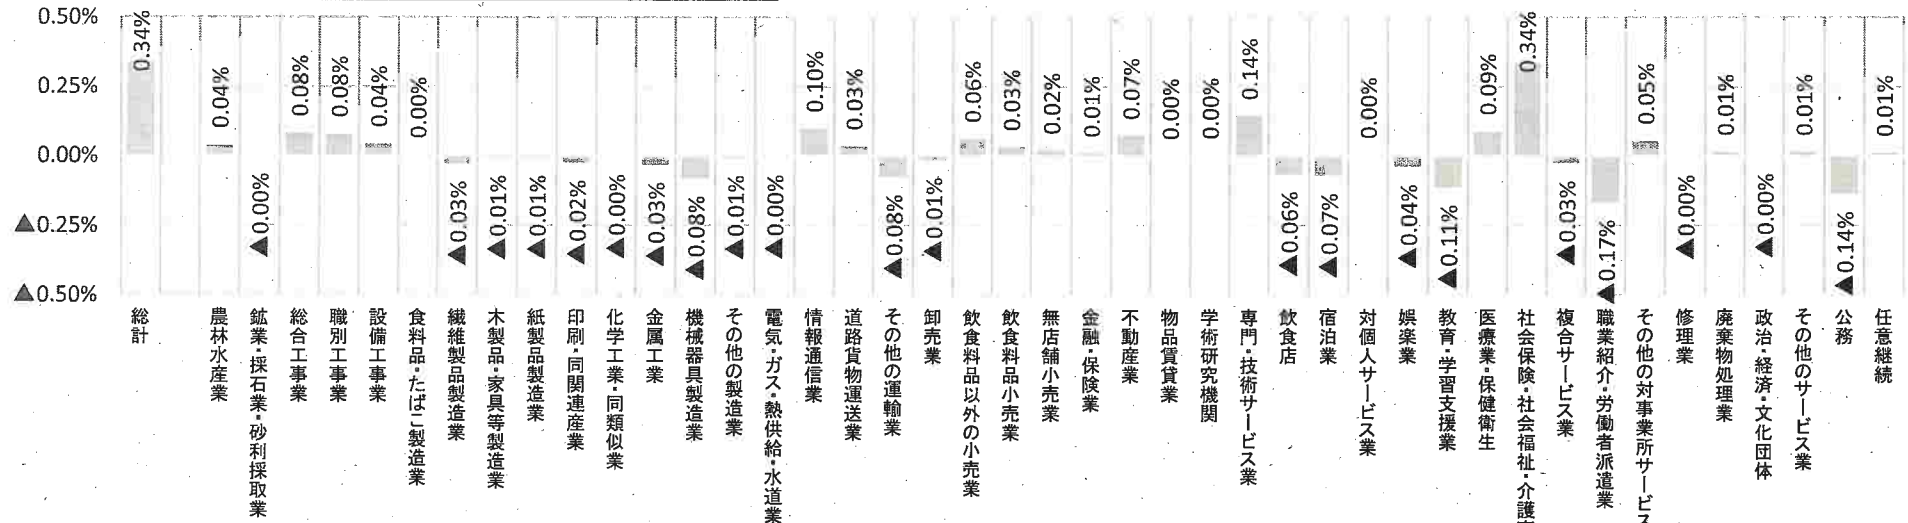 0.50%
0.25%
0.00%
▲0.25%
▲0.50%
0.34%
0.04%
▲0.00%
0.08%
0.08%
0.04%
0.00%
▲0.03%
▲0.01%
▲0.01%
▲0.02%
▲0.00%
▲0.03%
▲0.08%
▲0.01%
▲0.00%
0.10%
0.03%
▲0.08%
▲0.01%
0.06%
0.03%
0.02%
0.01%
0.07%
0.00%
0.00%
0.14%
▲0.06%
▲0.07%
0.00%
▲0.04%
▲0.11%
0.09%
0.34%
▲0.03%
▲0.17%
0.05%
▲0.00%
0.01%
▲0.00%
0.01%
▲0.14%
0.01%
総計
農林水産業
鉱業・採石業・砂利採取業
総合工事業
職別工事業
設備工事業
食料品・たばこ製造業
繊維製品製造業
木製品・家具等製造業
紙製品製造業
印刷・同関連産業
化学工業・同類似業
金属工業
機械器具製造業
その他の製造業
電気・ガス・熱供給・水道業
情報通信業
道路貨物運送業
その他の運輸業
卸売業
飲食料品以外の小売業
飲食料品小売業
無店舗小売業
金融・保険業
不動産業
物品賃貸業
学術研究機関
専門・技術サービス業
飲食店
宿泊業
対個人サービス業
娯楽業
教育・学習支援業
医療業・保健衛生
社会保険・社会福祉・介護
複合サービス業
職業紹介・労働者派遣業
その他の対事業所サービス
修理業
廃棄物処理業
政治・経済・文化団体
その他のサービス業
公務
任意継続